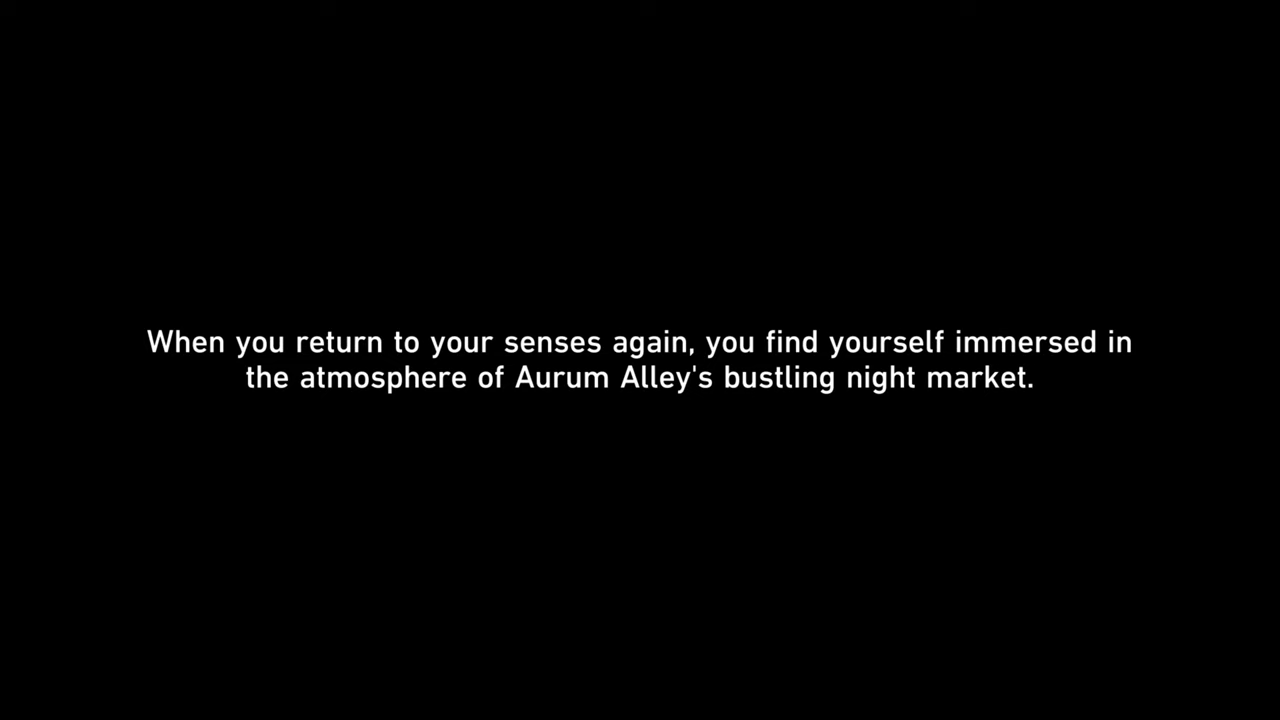 When you return to your senses again, you find yourself immersed in
the atmosphere of Aurum Alley's bustling night market.